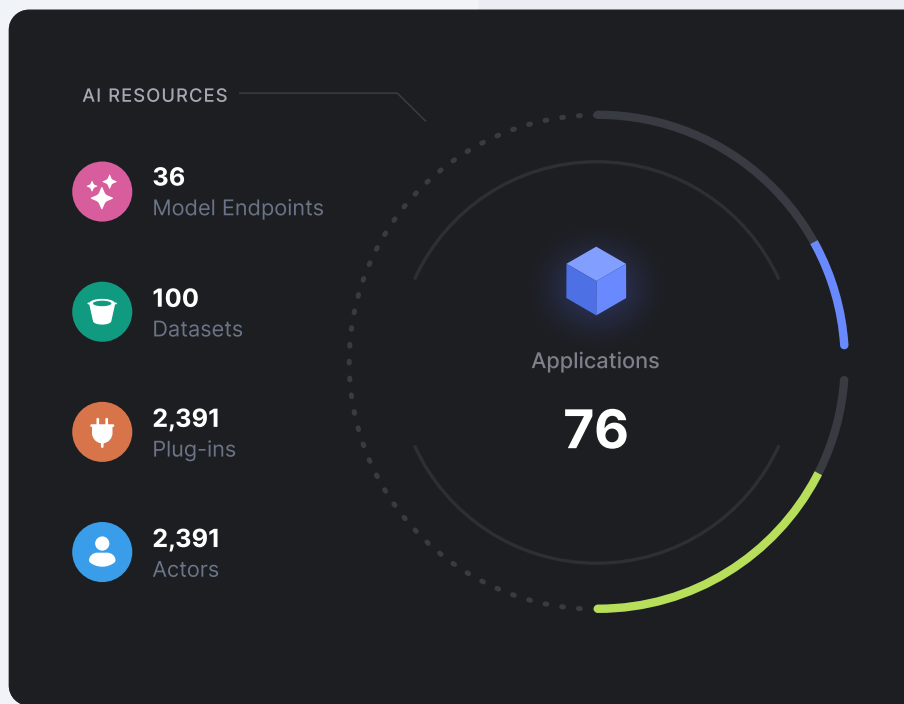 AI RESOURCES
36
Model Endpoints
100
Datasets
2,391
Plug-ins
2,391
Actors
Applications
76